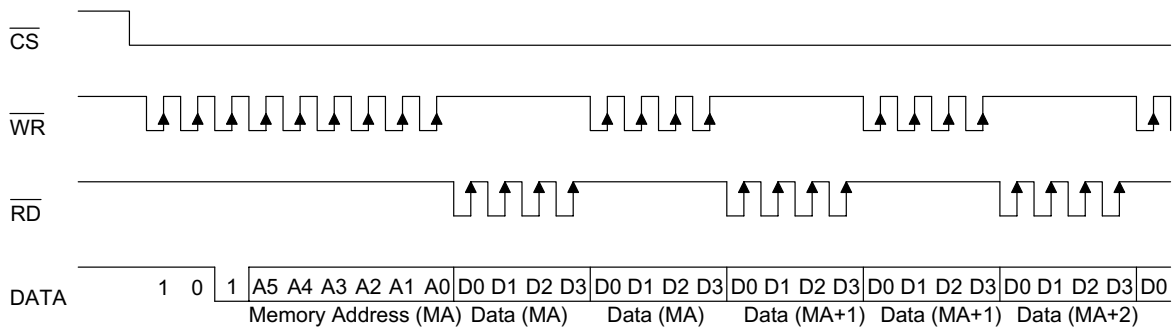 CS
WR
RD
DATA 1 0 1 A5 A4 A3 A2 A1 A0 D0 D1 D2 D3 D0 D1 D2 D3 D0 D1 D2 D3 D0 D1 D2 D3 D0 D1 D2 D3 D0
Memory Address (MA) Data (MA) Data (MA) Data (MA+1) Data (MA+1) Data (MA+2)